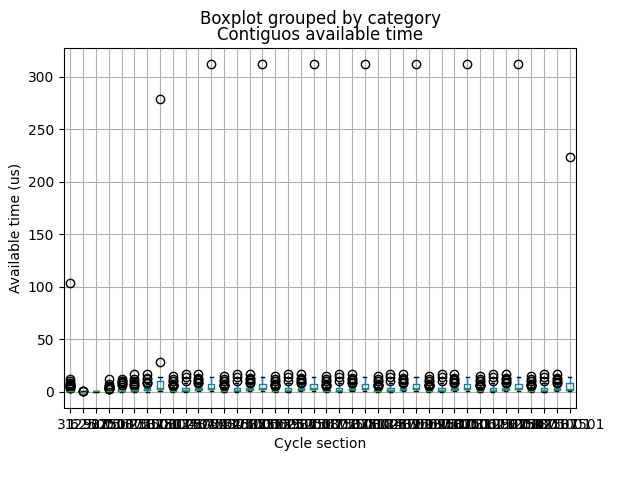 Boxplot grouped by category
Contiguos available time
300
250
200
150
100
50
0
Available time (us)
Cycle section